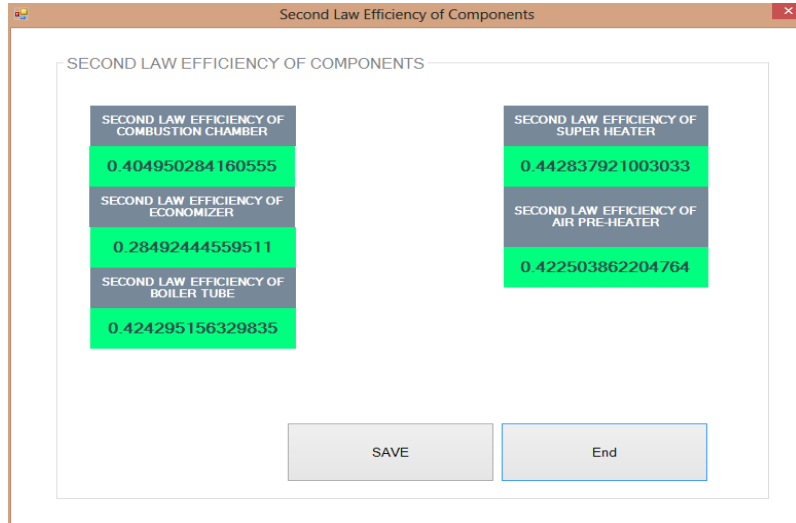 Second Law Efficiency of Components
SECOND LAW EFFICIENCY OF COMPONENTS
SECOND LAW EFFICIENCY OF
COMBUSTION CHAMBER
0.404950284160555
SECOND LAW EFFICIENCY OF
ECONOMIZER
0.28492444559511
SECOND LAW EFFICIENCY OF
BOILER TUBE
0.424295156329835
SECOND LAW EFFICIENCY OF
SUPER HEATER
0.442837921003033
SECOND LAW EFFICIENCY OF
AIR PRE-HEATER
0.422503862204764
SAVE
End